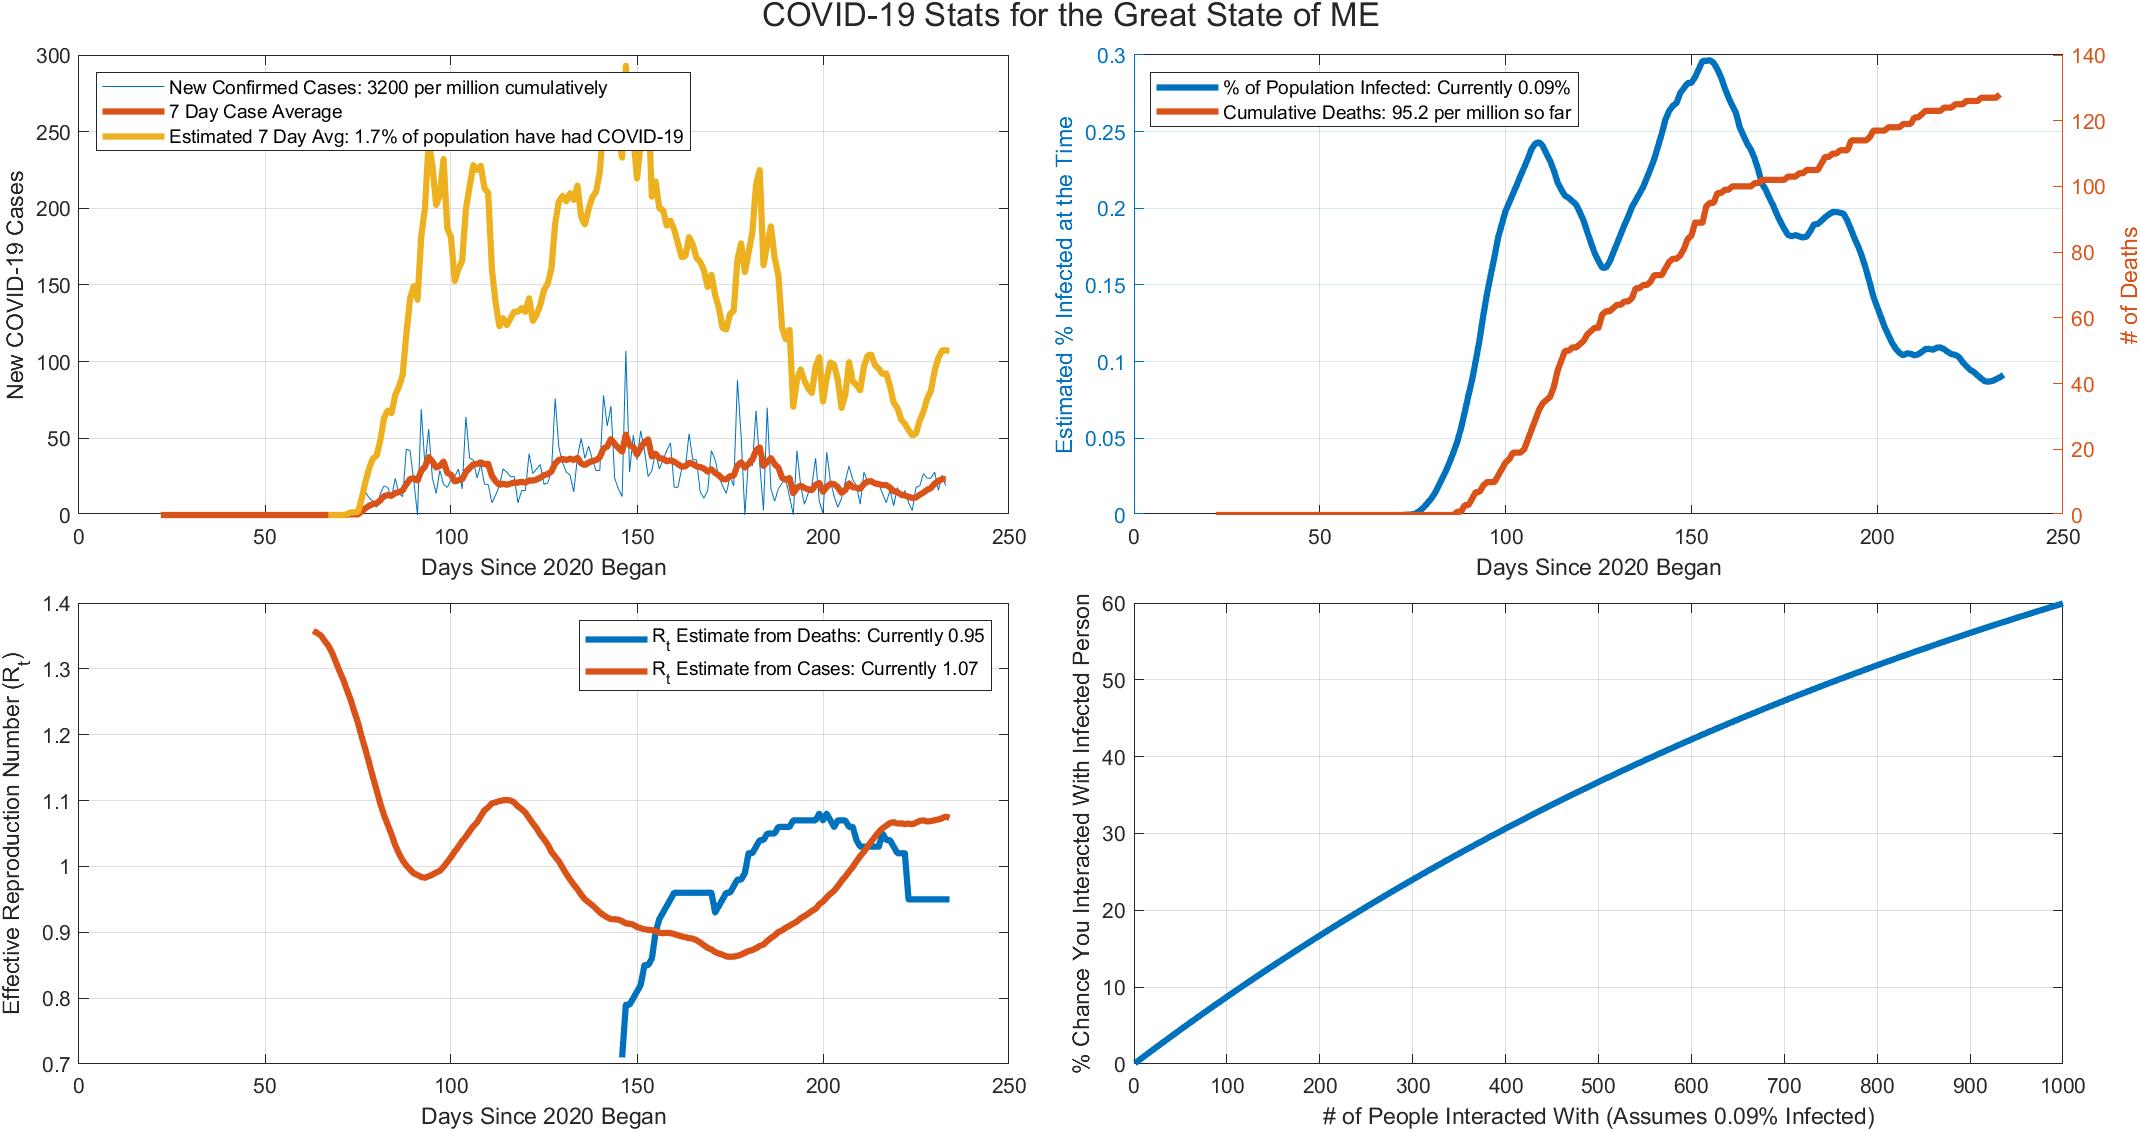 COVID-19 Stats for the Great State of ME
300
250
200
150
100
50
0
New COVID-19 Cases
New Confirmed Cases: 3200 per million cumulatively
7 Day Case Average
Estimated 7 Day Avg: 1.7% of population have had COVID-19
0 50 100 150 200 250
Days Since 2020 Began
0.3
0.25
0.2
0.15
0.1
0.05
0
Estimated % Infected at the Time
% of Population Infected: Currently 0.09%
Cumulative Deaths: 95.2 per million so far
140
120
100
80
60
40
20
0
# of Deaths
0 50 100 150 200 250
Days Since 2020 Began
1.4
1.3
1.2
1.1
1
0.9
0.8
0.7
Effective Reproduction Number (Rt)
Rt Estimate from Deaths: Currently 0.95
Rt Estimate from Cases: Currently 1.07
0 50 100 150 200 250
Days Since 2020 Began
60
50
40
30
20
10
0
% Chance You Interacted With Infected Person
0 100 200 300 400 500 600 700 800 900 1000
# of People Interacted With (Assumes 0.09% Infected)